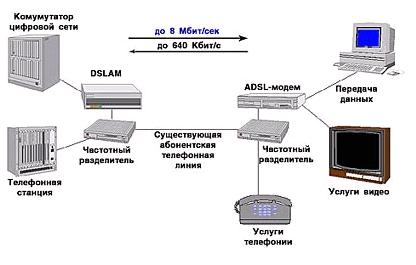 Коммутатор
цифровой сети
до 8 Мбит/сек
до 640 Кбит/с
DSLAM
ADSL-модем
Передача
данных
Частотный
разделитель
Существующая
абонентская
телефонная
линия
Частотный
разделитель
Телефонная
станция
Услуги видео
Услуги
телефонии